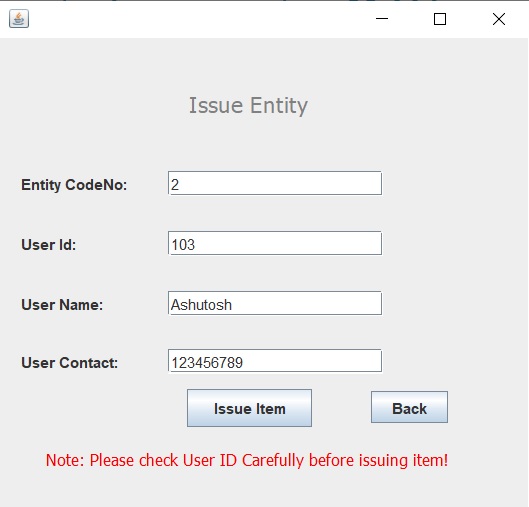 Issue Entity
Entity CodeNo: 2
User Id: 103
User Name: Ashutosh
User Contact: 123456789
Issue Item Back
Note: Please check User ID Carefully before issuing item!